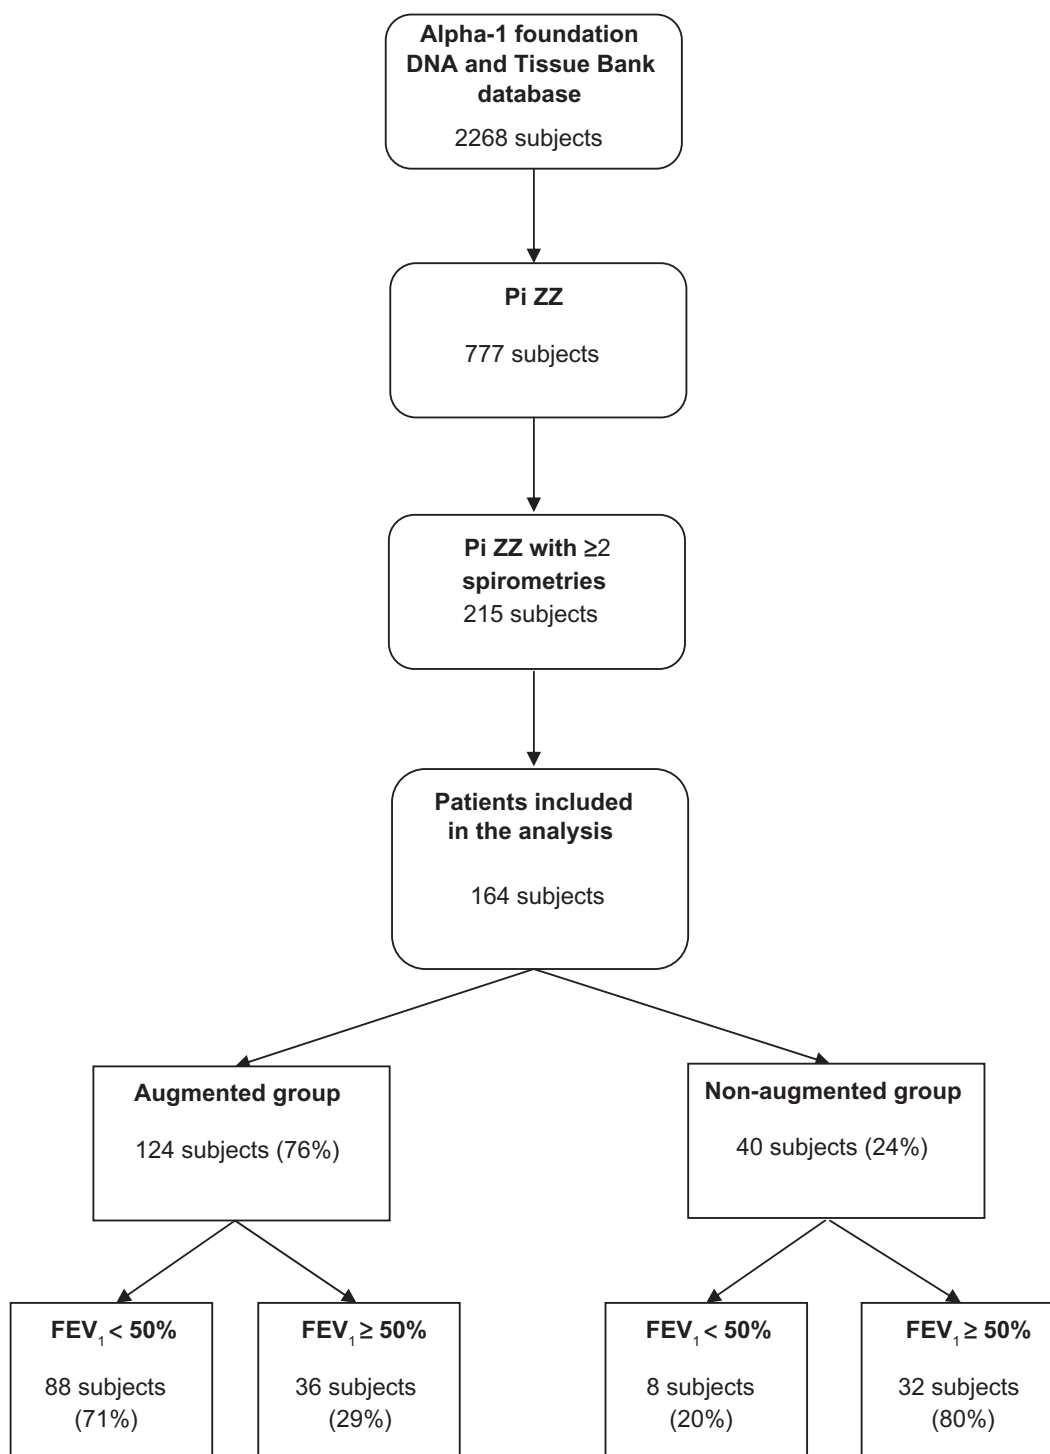 Alpha-1 foundation
DNA and Tissue Bank
database
2268 subjects
Pi ZZ
777 subjects
Pi ZZ with ≥2
spirometries
215 subjects
Patients included
in the analysis
164 subjects
Augmented group
124 subjects (76%)
Non-augmented group
40 subjects (24%)
FEV₁ < 50%
88 subjects
(71%)
FEV₁ ≥ 50%
36 subjects
(29%)
FEV₁ < 50%
8 subjects
(20%)
FEV₁ ≥ 50%
32 subjects
(80%)